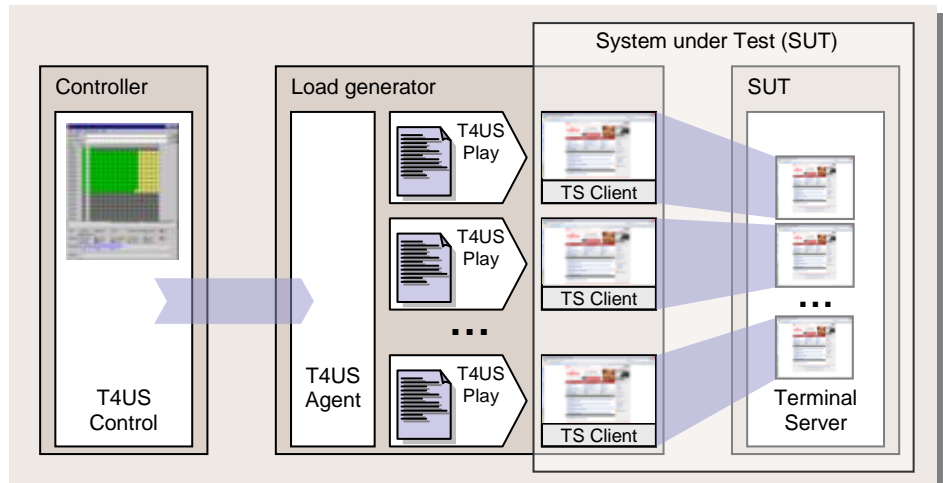 System under Test (SUT)
Controller
Load generator
SUT
T4US
Play
TS Client
T4US
Play
TS Client
...
...
T4US
Control
T4US
Agent
T4US
Play
TS Client
Terminal
Server